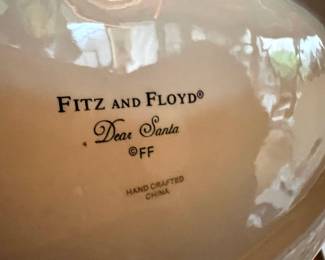 FITZ AND FLOYD®
Dear Santa
©FF
HAND CRAFTED
CHINA